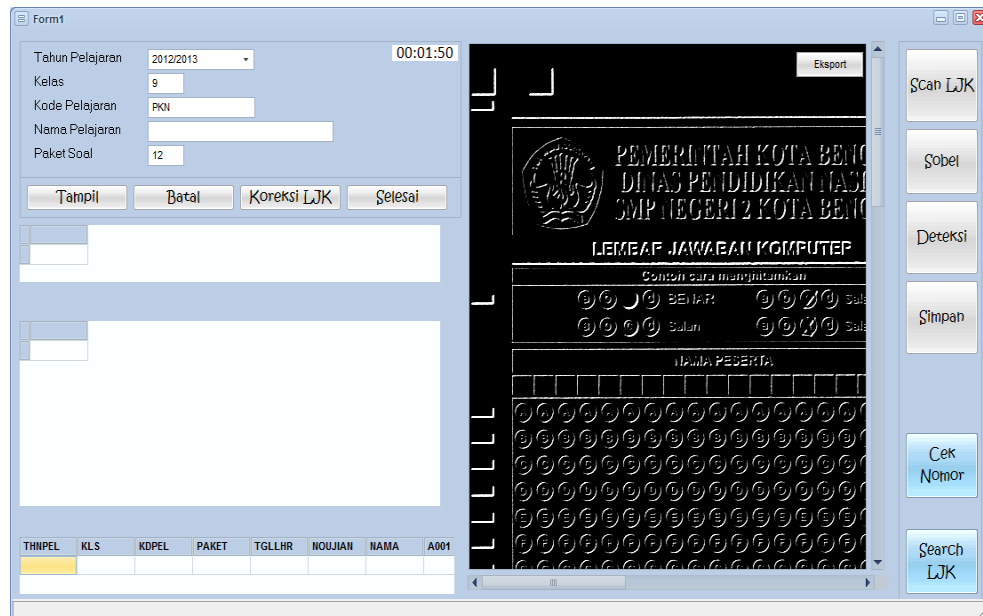 Form1
Tahun Pelajaran 2012/2013
00:01:50
Kelas 9
Kode Pelajaran PKN
Nama Pelajaran
Paket Soal 12
Tampil Batal Koreksi LJK Selesai
THNPEL KLS KDPEL PAKET TGLLHR NOUJIAN NAMA A001
Eksport
PEMERINTAH KOTA BENG
DINAS PENDIDIKAN NASI
SMP NEGERI 2 KOTA BENG
LEMBAR JAWABAN KOMPUTER
Contoh cara menghitamkan
a b d BENAR a b c d Sala
a b c d Salah a b c d Sala
NAMA PESERTA
A A A A A A A A A A A A A A A A
B B B B B B B B B B B B B B B B
C C C C C C C C C C C C C C C C
D D D D D D D D D D D D D D D D
E E E E E E E E E E E E E E E E
F F F F F F F F F F F F F F F F
Scan LJK
Sobel
Deteksi
Simpan
Cek
Nomor
Search
LJK